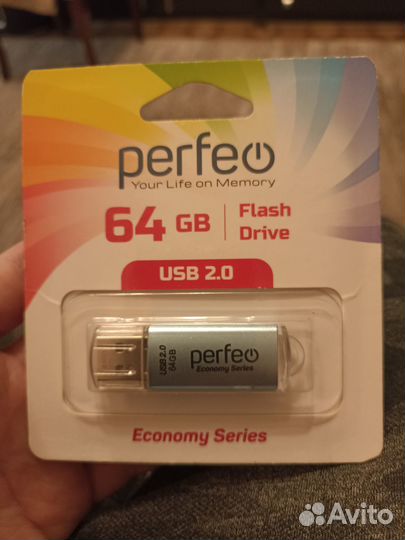 perfeo
Your Life on Memory
64 GB
Flash
Drive
USB 2.0
USB 2.0
64GB
perfeo
Economy Series
Economy Series
Avito